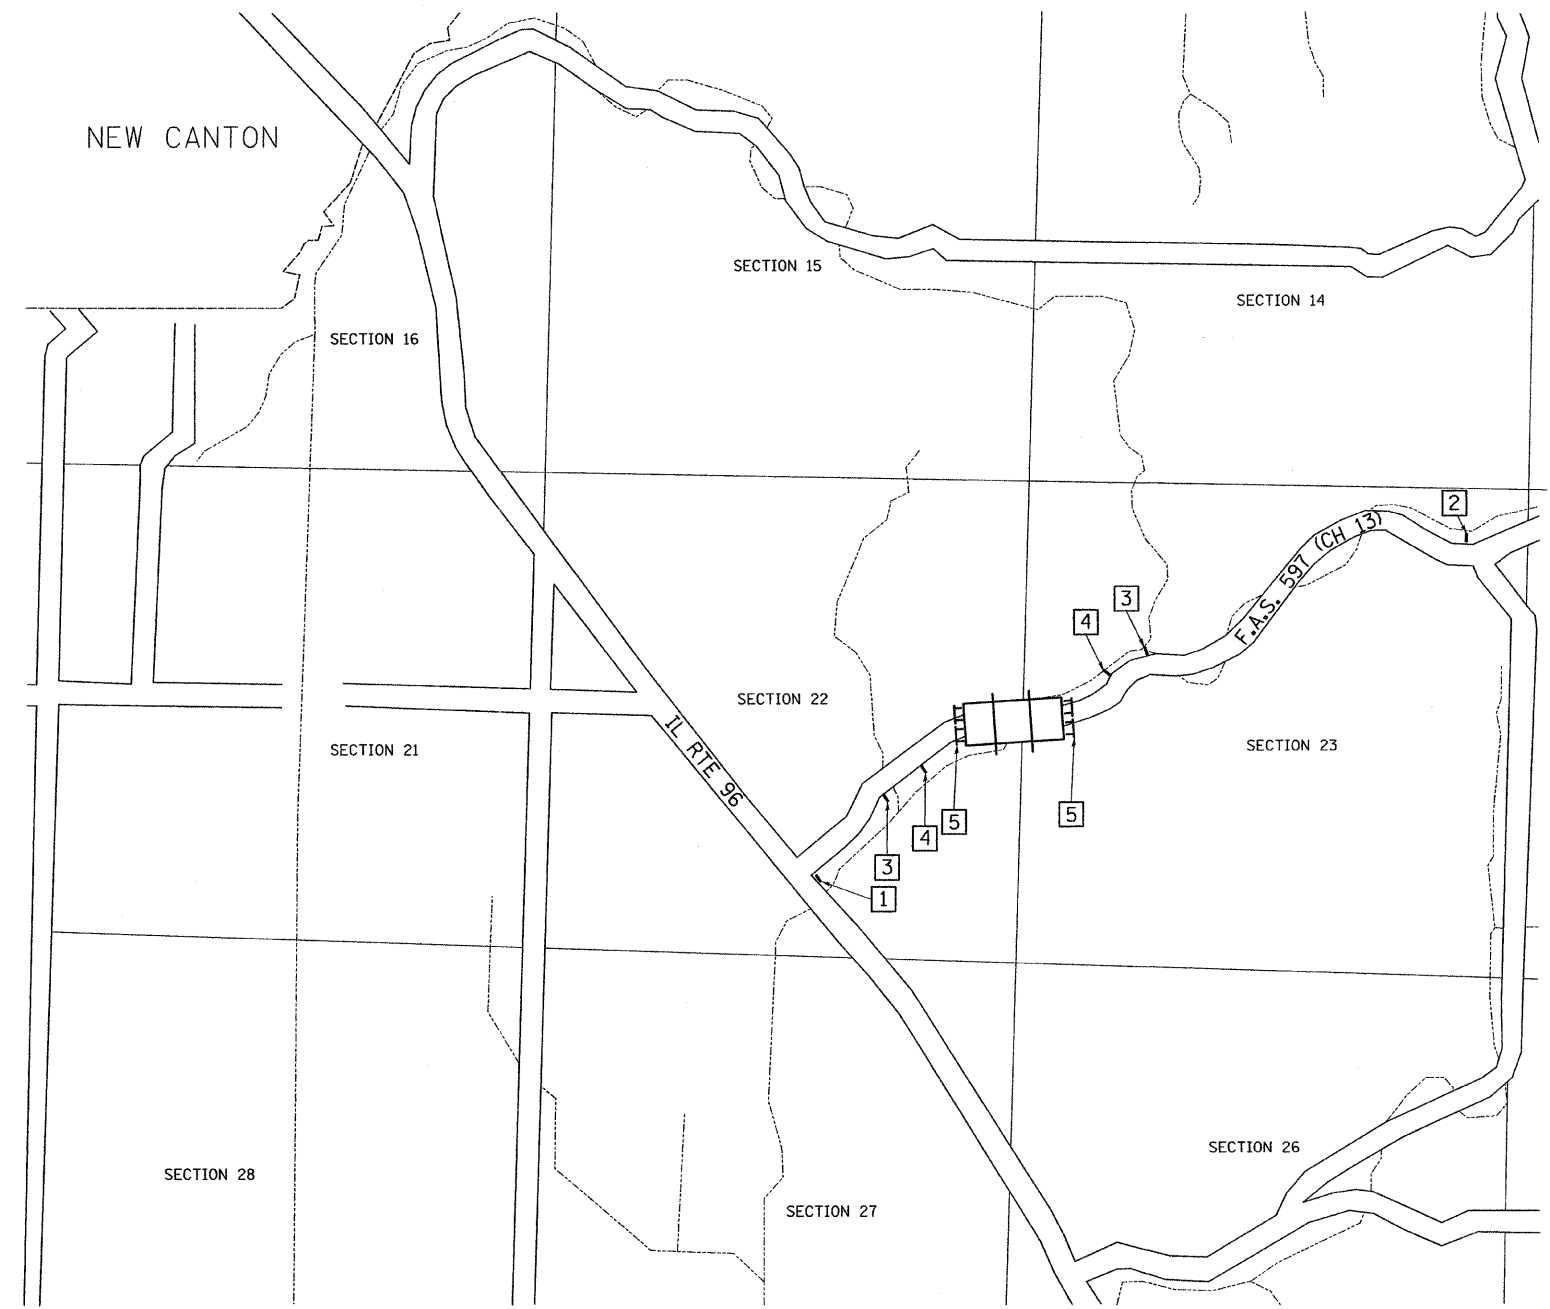 NEW CANTON
SECTION 15
SECTION 14
SECTION 16
2
F.A.S. 597 (CH 13)
3
4
SECTION 22
IL RTE 96
SECTION 21
SECTION 23
5
5
4
3
1
SECTION 26
SECTION 28
SECTION 27